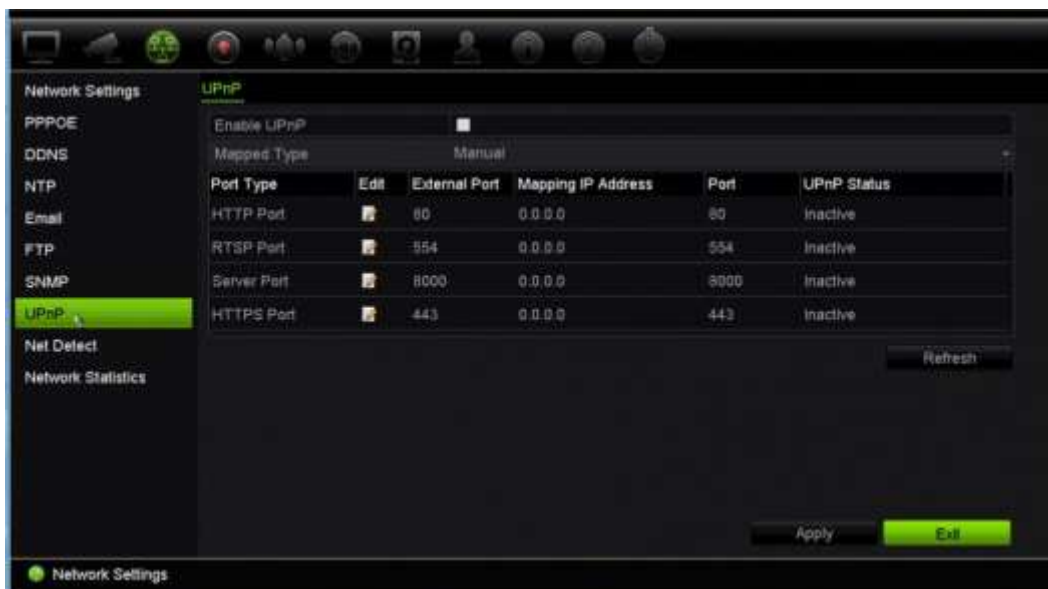 Network Settings
UPnP
PPPOE
Enable UPnP
DDNS
Mapped Type Manual
NTP
Port Type Edit External Port Mapping IP Address Port UPnP Status
Email
HTTP Port 80 0.0.0.0 80 Inactive
FTP
RTSP Port 554 0.0.0.0 554 Inactive
SNMP
Server Port 8000 0.0.0.0 8000 Inactive
UPnP
HTTPS Port 443 0.0.0.0 443 Inactive
Net Detect
Refresh
Network Statistics
Apply Exit
Network Settings